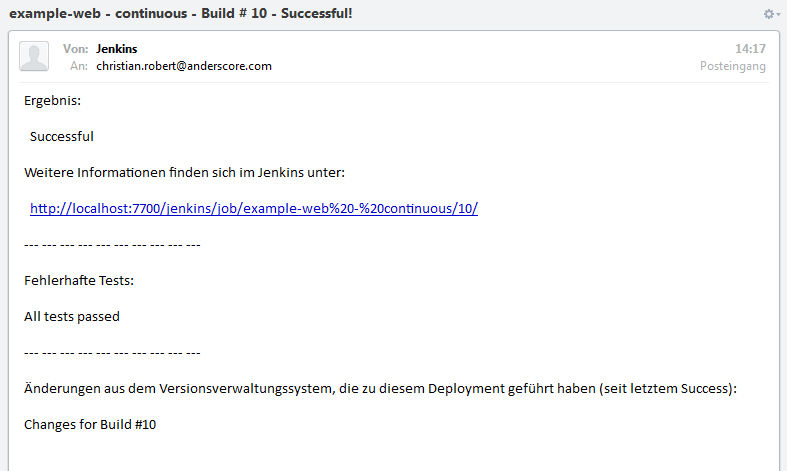 example-web - continuous - Build # 10 - Successful!
Von: Jenkins 14:17
An: christian.robert@anderscore.com Posteingang
Ergebnis:
Successful
Weitere Informationen finden sich im Jenkins unter:
http://localhost:7700/jenkins/job/example-web%20-%20continuous/10/
--- --- --- --- --- --- --- --- --- ---
Fehlerhafte Tests:
All tests passed
--- --- --- --- --- --- --- --- --- ---
Änderungen aus dem Versionsverwaltungssystem, die zu diesem Deployment geführt haben (seit letztem Success):
Changes for Build #10